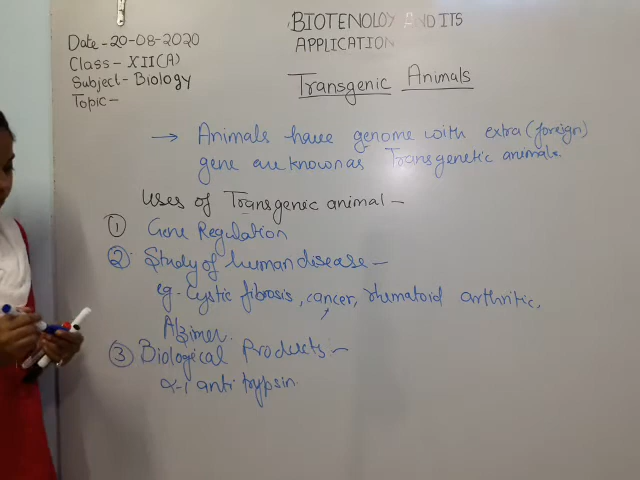 BIOTENOLOGY AND ITS
APPLICATION
Date - 20-08-2020
Class - XII(A)
Subject - Biology
Topic -
Transgenic Animals
→ Animals have genome with extra (foreign)
gene are known as Transgenetic animals.
Uses of Transgenic animal -
① Gene Regulation
② Study of human disease -
eg - Cystic fibrosis, cancer, rhumatoid arthritic,
Alzimer.
③ Biological Products :-
α-1 anti trypsin.